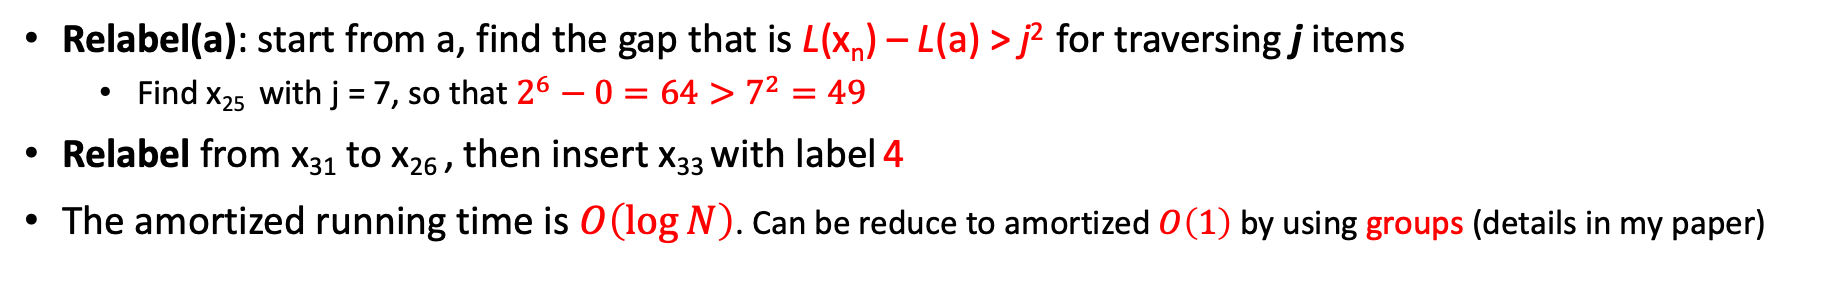 • Relabel(a): start from a, find the gap that is L(xₙ) – L(a) > j² for traversing j items
• Find x₂₅ with j = 7, so that 2⁶ − 0 = 64 > 7² = 49
• Relabel from x₃₁ to x₂₆ , then insert x₃₃ with label 4
• The amortized running time is O(log N). Can be reduce to amortized O(1) by using groups (details in my paper)